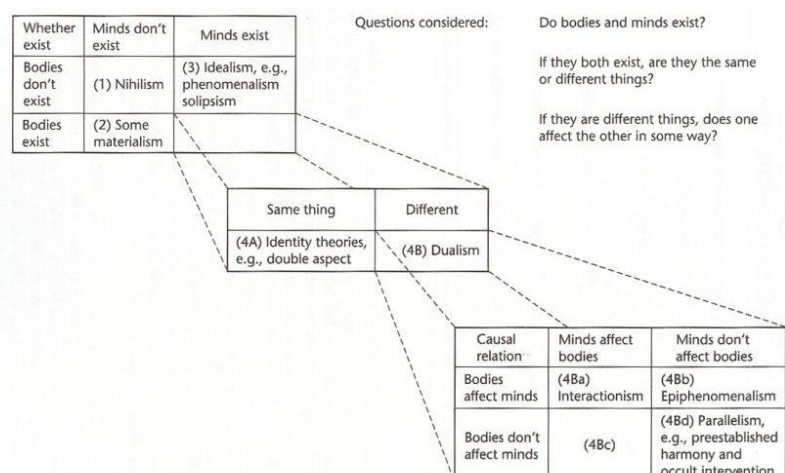 Questions considered:
Do bodies and minds exist?
If they both exist, are they the same
or different things?
If they are different things, does one
affect the other in some way?
Whether
exist
Minds don't
exist
Minds exist
Bodies
don't
exist
(1) Nihilism
(3) Idealism, e.g.,
phenomenalism
solipsism
Bodies
exist
(2) Some
materialism
Same thing
Different
(4A) Identity theories,
e.g., double aspect
(4B) Dualism
Causal
relation
Minds affect
bodies
Minds don't
affect bodies
Bodies
affect minds
(4Ba)
Interactionism
(4Bb)
Epiphenomenalism
Bodies don't
affect minds
(4Bc)
(4Bd) Parallelism,
e.g., preestablished
harmony and
occult intervention